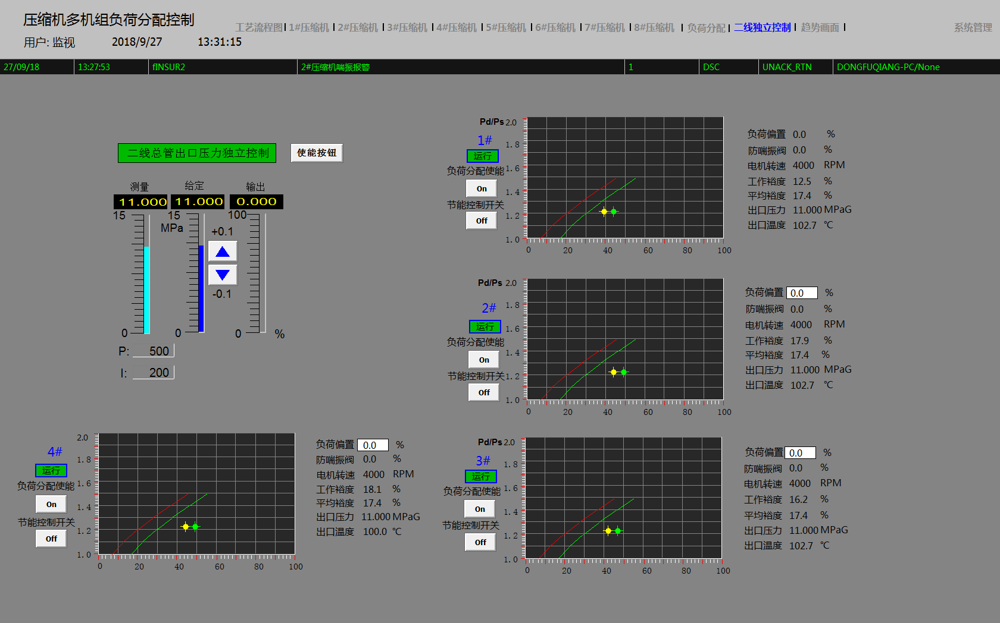 压缩机多机组负荷分配控制
用户: 监视 2018/9/27 13:31:15
工艺流程图 1#压缩机 2#压缩机 3#压缩机 4#压缩机 5#压缩机 6#压缩机 7#压缩机 8#压缩机 负荷分配 二线独立控制 趋势画面 系统管理
27/09/18 13:27:53 fINSUR2 2#压缩机喘振报警 1 DSC UNACK_RTN DONGFUQIANG-PC/None
二线总管出口压力独立控制 使能按钮
测量 给定 输出
11.000 11.000 0.000
15 15 100
MPa
+0.1
-0.1
0 0 0 %
P: 500
I: 200
Pd/Ps
1#
运行
负荷分配使能
On
节能控制开关
Off
2.0
1.8
1.6
1.4
1.2
1.0
0 20 40 60 80 100
负荷偏置 0.0 %
防喘振阀 0.0 %
电机转速 4000 RPM
工作裕度 12.5 %
平均裕度 17.4 %
出口压力 11.000 MPaG
出口温度 102.7 ℃
Pd/Ps
2#
运行
负荷分配使能
On
节能控制开关
Off
2.0
1.8
1.6
1.4
1.2
1.0
0 20 40 60 80 100
负荷偏置 0.0 %
防喘振阀 0.0 %
电机转速 4000 RPM
工作裕度 17.9 %
平均裕度 17.4 %
出口压力 11.000 MPaG
出口温度 102.7 ℃
4#
运行
负荷分配使能
On
节能控制开关
Off
2.0
1.8
1.6
1.4
1.2
1.0
0 20 40 60 80 100
负荷偏置 0.0 %
防喘振阀 0.0 %
电机转速 4000 RPM
工作裕度 18.1 %
平均裕度 17.4 %
出口压力 11.000 MPaG
出口温度 100.0 ℃
Pd/Ps
3#
运行
负荷分配使能
On
节能控制开关
Off
2.0
1.8
1.6
1.4
1.2
1.0
0 20 40 60 80 100
负荷偏置 0.0 %
防喘振阀 0.0 %
电机转速 4000 RPM
工作裕度 16.2 %
平均裕度 17.4 %
出口压力 11.000 MPaG
出口温度 102.7 ℃